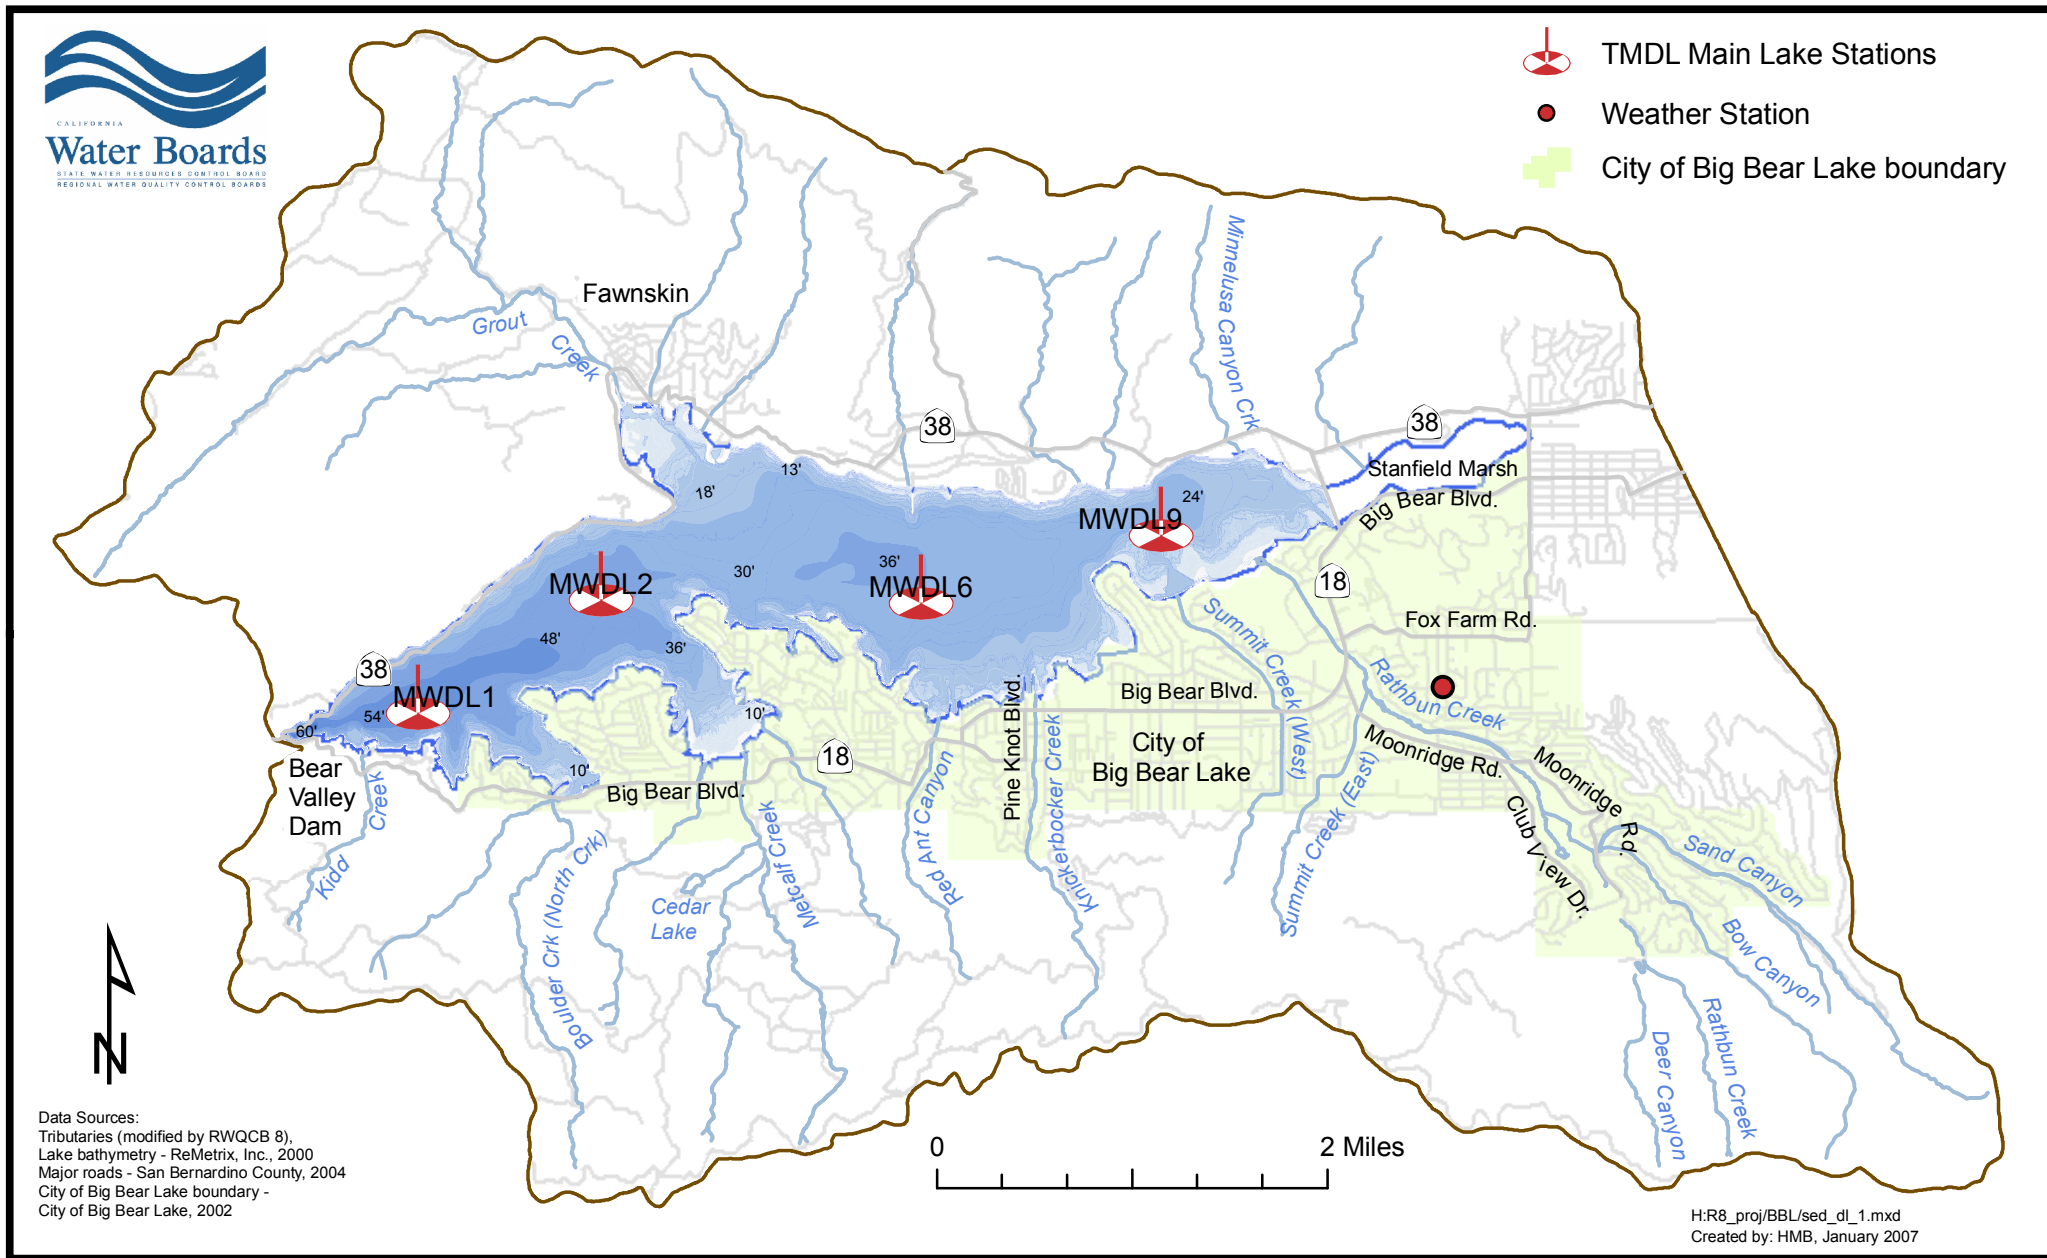 CALIFORNIA
Water Boards
STATE WATER RESOURCES CONTROL BOARD
REGIONAL WATER QUALITY CONTROL BOARDS
TMDL Main Lake Stations
Weather Station
City of Big Bear Lake boundary
Minnelusa Canyon Crk
Fawnskin
Grout
Creek
38
38
13'
Stanfield Marsh
18'
24'
Big Bear Blvd.
MWDL9
36'
30'
MWDL2
MWDL6
18
Summit Creek (West)
Fox Farm Rd.
48'
36'
38
Rathbun Creek
MWDL1
Big Bear Blvd.
54'
10'
60'
Pine Knot Blvd.
Knickerbocker Creek
City of
Big Bear Lake
Moonridge Rd.
Moonridge Rd.
18
Bear
Valley
Dam
10'
Big Bear Blvd.
Kidd
Creek
Boulder Crk (North Crk)
Metcalf Creek
Red Ant Canyon
Summit Creek (East)
Club View Dr.
Sand Canyon
Cedar
Lake
Bow Canyon
Rathbun Creek
Deer Canyon
N
Data Sources:
Tributaries (modified by RWQCB 8),
Lake bathymetry - ReMetrix, Inc., 2000
Major roads - San Bernardino County, 2004
City of Big Bear Lake boundary -
City of Big Bear Lake, 2002
0
2 Miles
H:R8_proj/BBL/sed_dl_1.mxd
Created by: HMB, January 2007